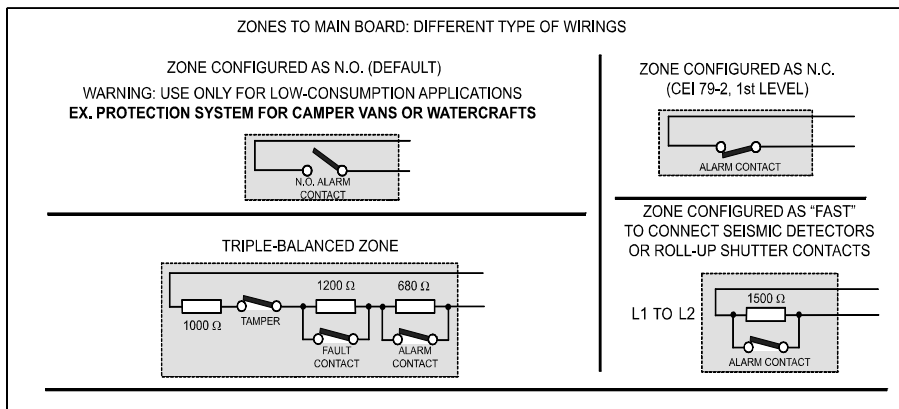 ZONES TO MAIN BOARD: DIFFERENT TYPE OF WIRINGS
ZONE CONFIGURED AS N.O. (DEFAULT)
WARNING: USE ONLY FOR LOW-CONSUMPTION APPLICATIONS
EX. PROTECTION SYSTEM FOR CAMPER VANS OR WATERCRAFTS
N.O. ALARM
CONTACT
ZONE CONFIGURED AS N.C.
(CEI 79-2, 1st LEVEL)
ALARM CONTACT
TRIPLE-BALANCED ZONE
1200 Ω
680 Ω
1000 Ω
TAMPER
FAULT
CONTACT
ALARM
CONTACT
ZONE CONFIGURED AS “FAST”
TO CONNECT SEISMIC DETECTORS
OR ROLL-UP SHUTTER CONTACTS
L1 TO L2
1500 Ω
ALARM CONTACT